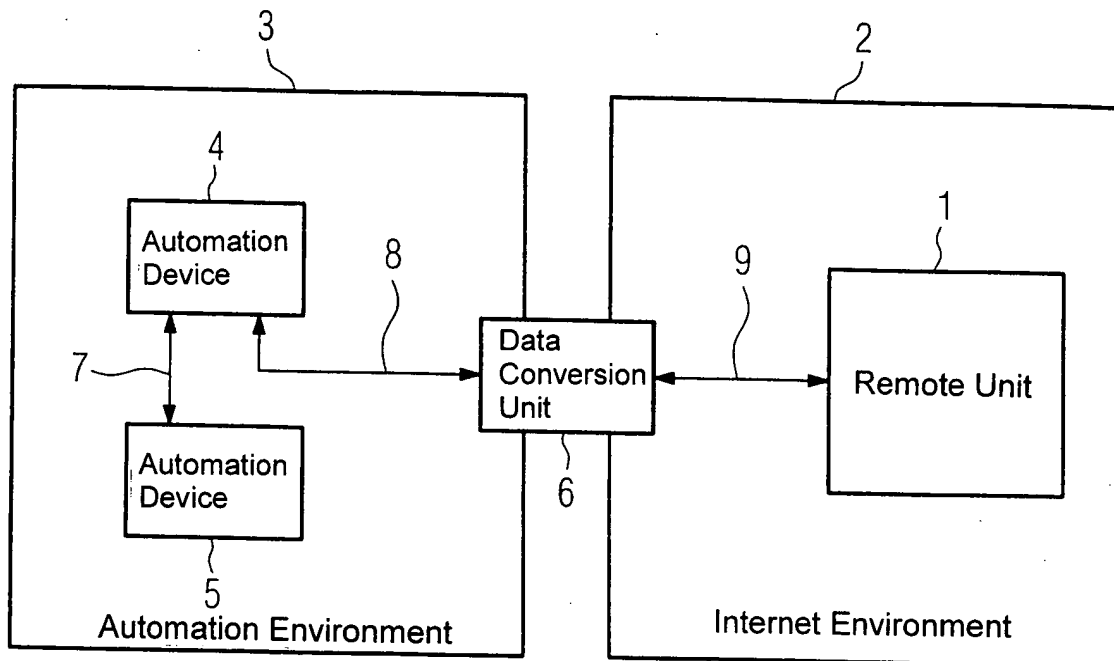 3
2
4
Automation
Device
8
9
1
Data
Conversion
Unit
Remote Unit
7
Automation
Device
6
5
Automation Environment
Internet Environment